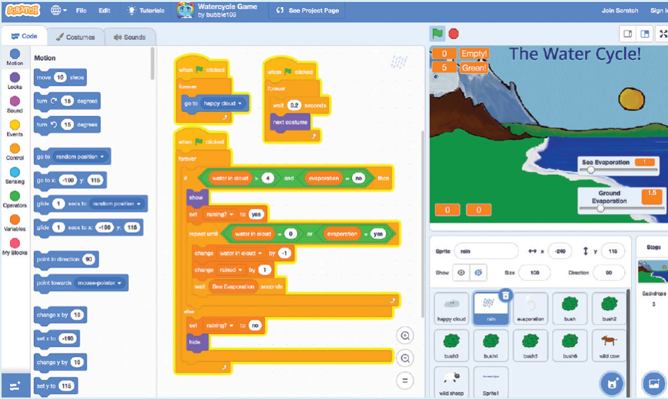 SCRATCH
File
Edit
Tutorials
Watercycle Game
by bubble103
See Project Page
Join Scratch
Sign in
Code
Costumes
Sounds
Motion
Looks
Sound
Events
Control
Sensing
Operators
Variables
My Blocks
Motion
move 10 steps
turn 15 degrees
turn 15 degrees
go to random position
go to x: -190 y: 115
glide 1 secs to random position
glide 1 secs to x: -190 y: 115
point in direction 90
point towards mouse-pointer
change x by 10
set x to -190
change y by 10
set y to 115
when clicked
forever
go to happy cloud
when clicked
forever
wait 0.2 seconds
next costume
when clicked
forever
if water in cloud > 4 and evaporation = no then
show
set raining? to yes
repeat until water in cloud = 0 or evaporation = yes
change water in cloud by -1
change rained by 1
wait See Evaporation seconds
else
set raining? to no
hide
The Water Cycle!
0 Empty!
5 Green!
See Evaporation 1
Ground Evaporation 1.5
0 0
Sprite rain x y 115
Show Size 100 Direction 90
Stage
Backdrops
3
happy cloud
rain
evaporation
bush
bush2
bush3
bush4
bush5
bush6
wild cow
wild sheep
Sprite1